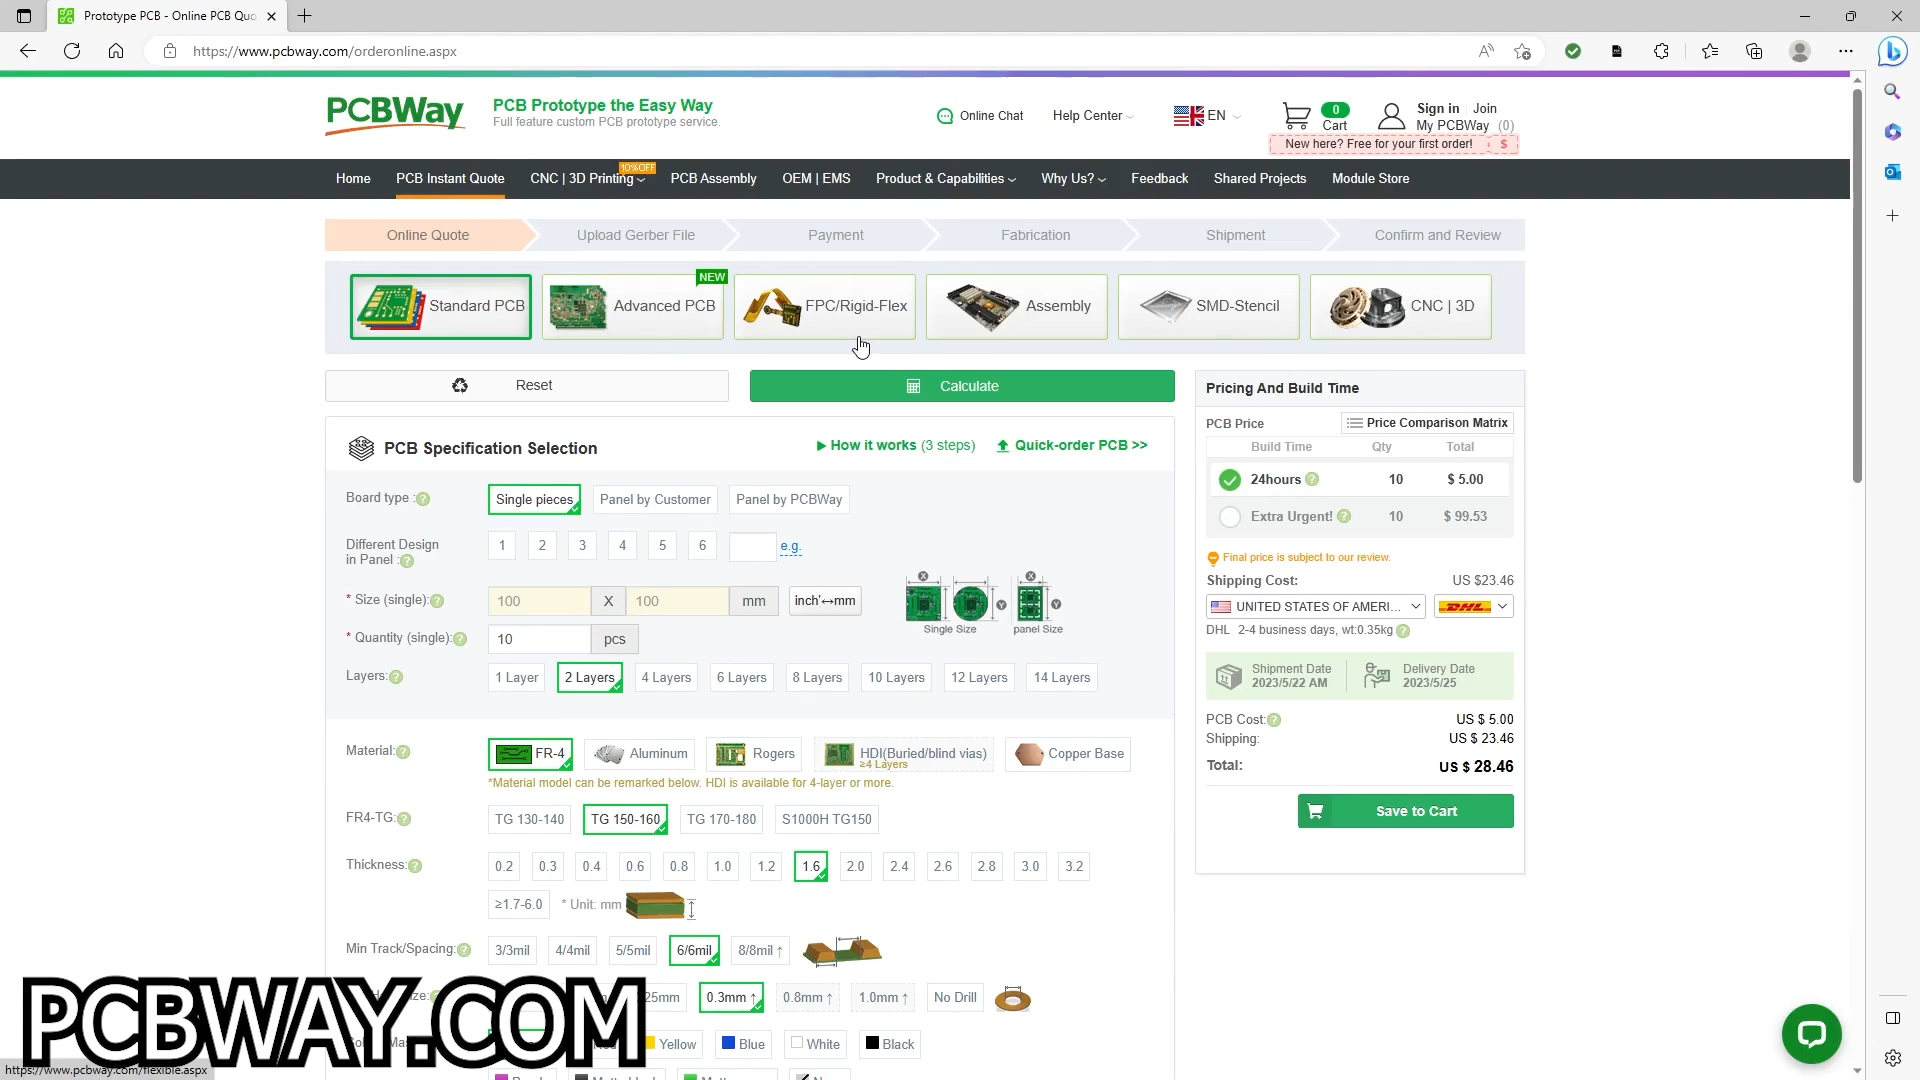 Prototype PCB - Online PCB Quo
https://www.pcbway.com/orderonline.aspx
PCBWay
PCB Prototype the Easy Way
Full feature custom PCB prototype service.
Online Chat
Help Center
EN
0
Cart
Sign in Join
My PCBWay (0)
New here? Free for your first order! $
Home
PCB Instant Quote
CNC | 3D Printing
10%OFF
PCB Assembly
OEM | EMS
Product & Capabilities
Why Us?
Feedback
Shared Projects
Module Store
Online Quote
Upload Gerber File
Payment
Fabrication
Shipment
Confirm and Review
Standard PCB
NEW
Advanced PCB
FPC/Rigid-Flex
Assembly
SMD-Stencil
CNC | 3D
Reset
Calculate
PCB Specification Selection
How it works (3 steps)
Quick-order PCB >>
Board type :?
Single pieces
Panel by Customer
Panel by PCBWay
Different Design
in Panel :?
1 2 3 4 5 6 e.g.
* Size (single):?
100 X 100 mm inch'↔mm
X X
Y Y
Single Size panel Size
* Quantity (single):?
10 pcs
Layers:?
1 Layer 2 Layers 4 Layers 6 Layers 8 Layers 10 Layers 12 Layers 14 Layers
Material:?
FR-4 Aluminum Rogers HDI(Buried/blind vias) Copper Base
≥4 Layers
*Material model can be remarked below. HDI is available for 4-layer or more.
FR4-TG:?
TG 130-140 TG 150-160 TG 170-180 S1000H TG150
Thickness:?
0.2 0.3 0.4 0.6 0.8 1.0 1.2 1.6 2.0 2.4 2.6 2.8 3.0 3.2
≥1.7-6.0 * Unit: mm
Min Track/Spacing:?
3/3mil 4/4mil 5/5mil 6/6mil 8/8mil ↑
0.3mm ↑ 0.8mm ↑ 1.0mm ↑ No Drill
Yellow Blue White Black
Pricing And Build Time
PCB Price
Price Comparison Matrix
Build Time Qty Total
24hours ? 10 $ 5.00
Extra Urgent! ? 10 $ 99.53
Final price is subject to our review.
Shipping Cost: US $23.46
UNITED STATES OF AMERI... DHL
DHL 2-4 business days, wt:0.35kg ?
Shipment Date
2023/5/22 AM
Delivery Date
2023/5/25
PCB Cost:? US $ 5.00
Shipping: US $ 23.46
Total: US $ 28.46
Save to Cart
PCBWAY.COM
https://www.pcbway.com/flexible.aspx